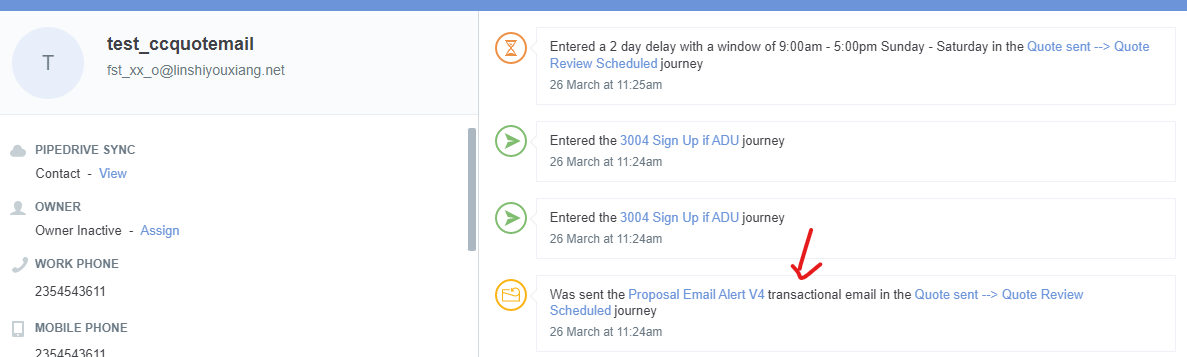 T
test_ccquotemail
fst_xx_o@linshiyouxiang.net
PIPEDRIVE SYNC
Contact - View
OWNER
Owner Inactive - Assign
WORK PHONE
2354543611
MOBILE PHONE
2354543611
Entered a 2 day delay with a window of 9:00am - 5:00pm Sunday - Saturday in the Quote sent --> Quote
Review Scheduled journey
26 March at 11:25am
Entered the 3004 Sign Up if ADU journey
26 March at 11:24am
Entered the 3004 Sign Up if ADU journey
26 March at 11:24am
Was sent the Proposal Email Alert V4 transactional email in the Quote sent --> Quote Review
Scheduled journey
26 March at 11:24am